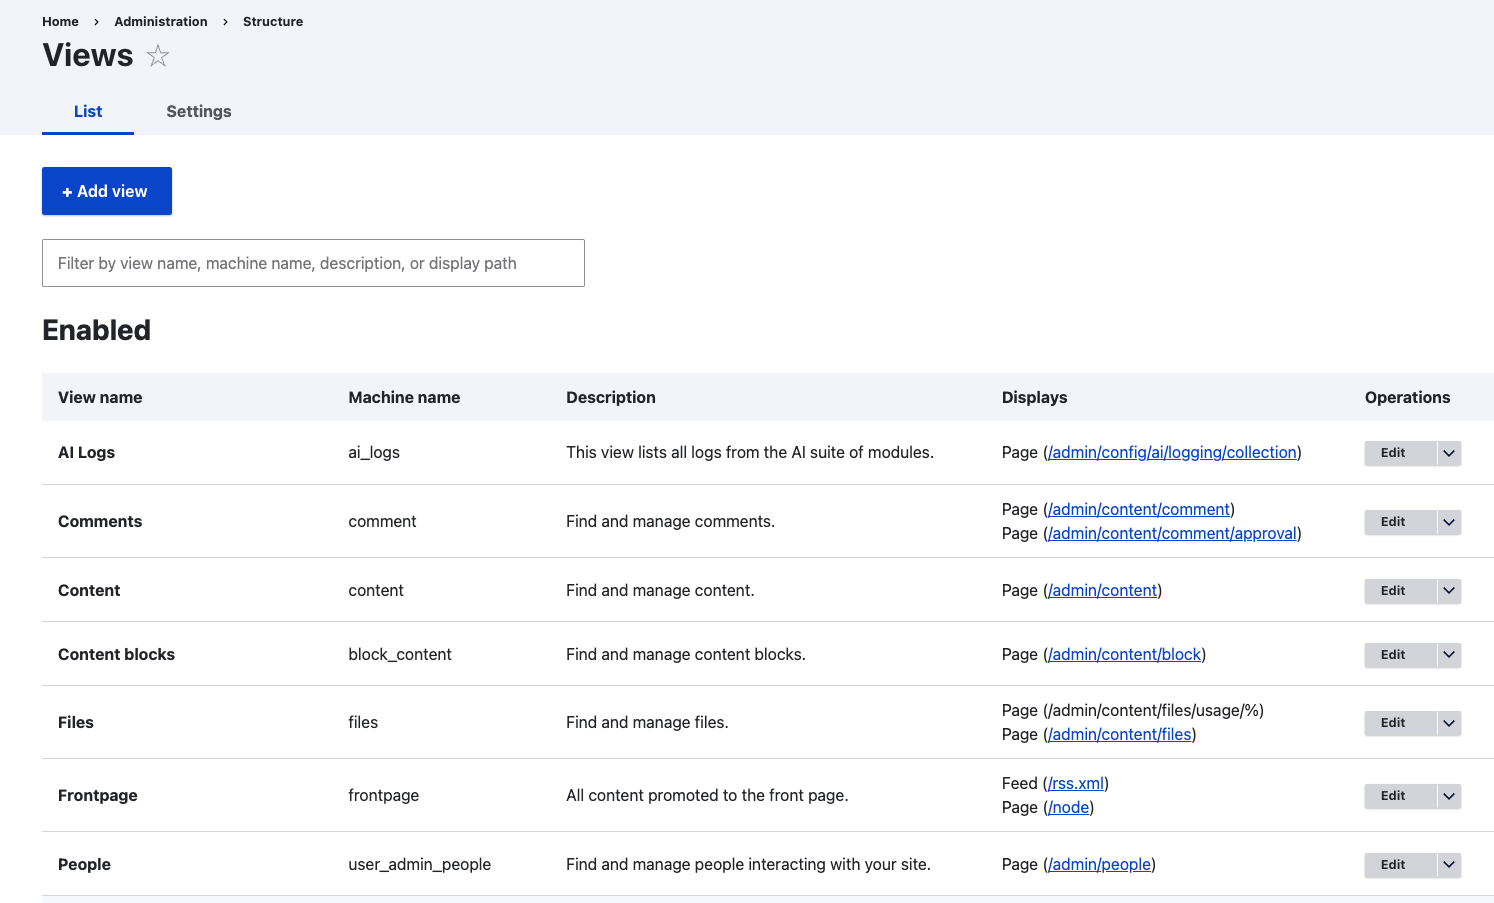 Home › Administration › Structure
Views
List Settings
+ Add view
Filter by view name, machine name, description, or display path
Enabled
View name Machine name Description Displays Operations
AI Logs ai_logs This view lists all logs from the AI suite of modules. Page (/admin/config/ai/logging/collection) Edit
Comments comment Find and manage comments. Page (/admin/content/comment) Edit
Page (/admin/content/comment/approval)
Content content Find and manage content. Page (/admin/content) Edit
Content blocks block_content Find and manage content blocks. Page (/admin/content/block) Edit
Files files Find and manage files. Page (/admin/content/files/usage/%) Edit
Page (/admin/content/files)
Frontpage frontpage All content promoted to the front page. Feed (/rss.xml) Edit
Page (/node)
People user_admin_people Find and manage people interacting with your site. Page (/admin/people) Edit